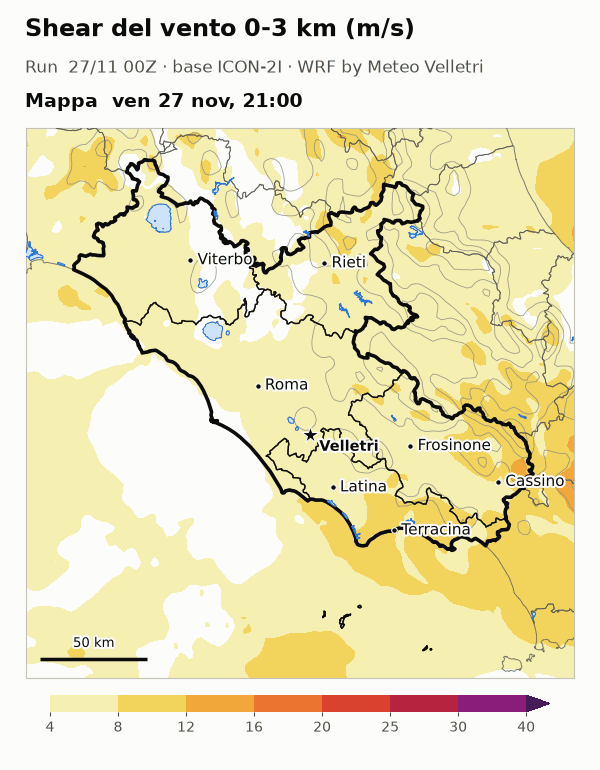 Shear del vento 0-3 km (m/s)
Run  27/11 00Z · base ICON-2I · WRF by Meteo Velletri
Mappa  ven 27 nov, 21:00
Viterbo
Rieti
Roma
Velletri
Frosinone
Cassino
Latina
Terracina
50 km
4 8 12 16 20 25 30 40